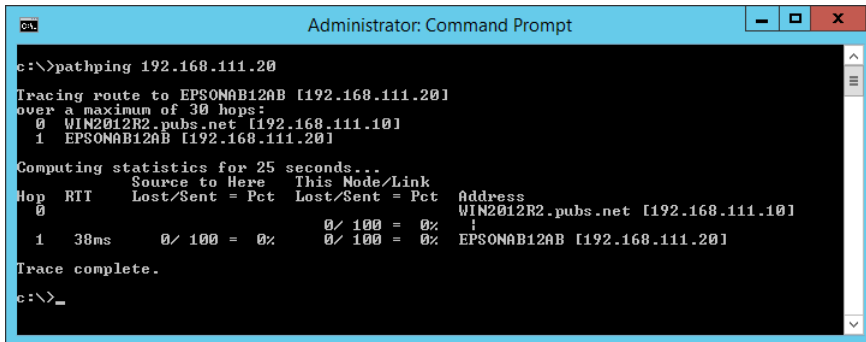 Administrator: Command Prompt
c:\>pathping 192.168.111.20
Tracing route to EPSONAB12AB [192.168.111.20]
over a maximum of 30 hops:
  0  WIN2012R2.pubs.net [192.168.111.10]
  1  EPSONAB12AB [192.168.111.20]
Computing statistics for 25 seconds...
            Source to Here   This Node/Link
Hop  RTT    Lost/Sent = Pct  Lost/Sent = Pct  Address
  0                                           WIN2012R2.pubs.net [192.168.111.10]
                                0/ 100 =  0%   |
  1   38ms     0/ 100 =  0%     0/ 100 =  0%  EPSONAB12AB [192.168.111.20]
Trace complete.
c:\>_